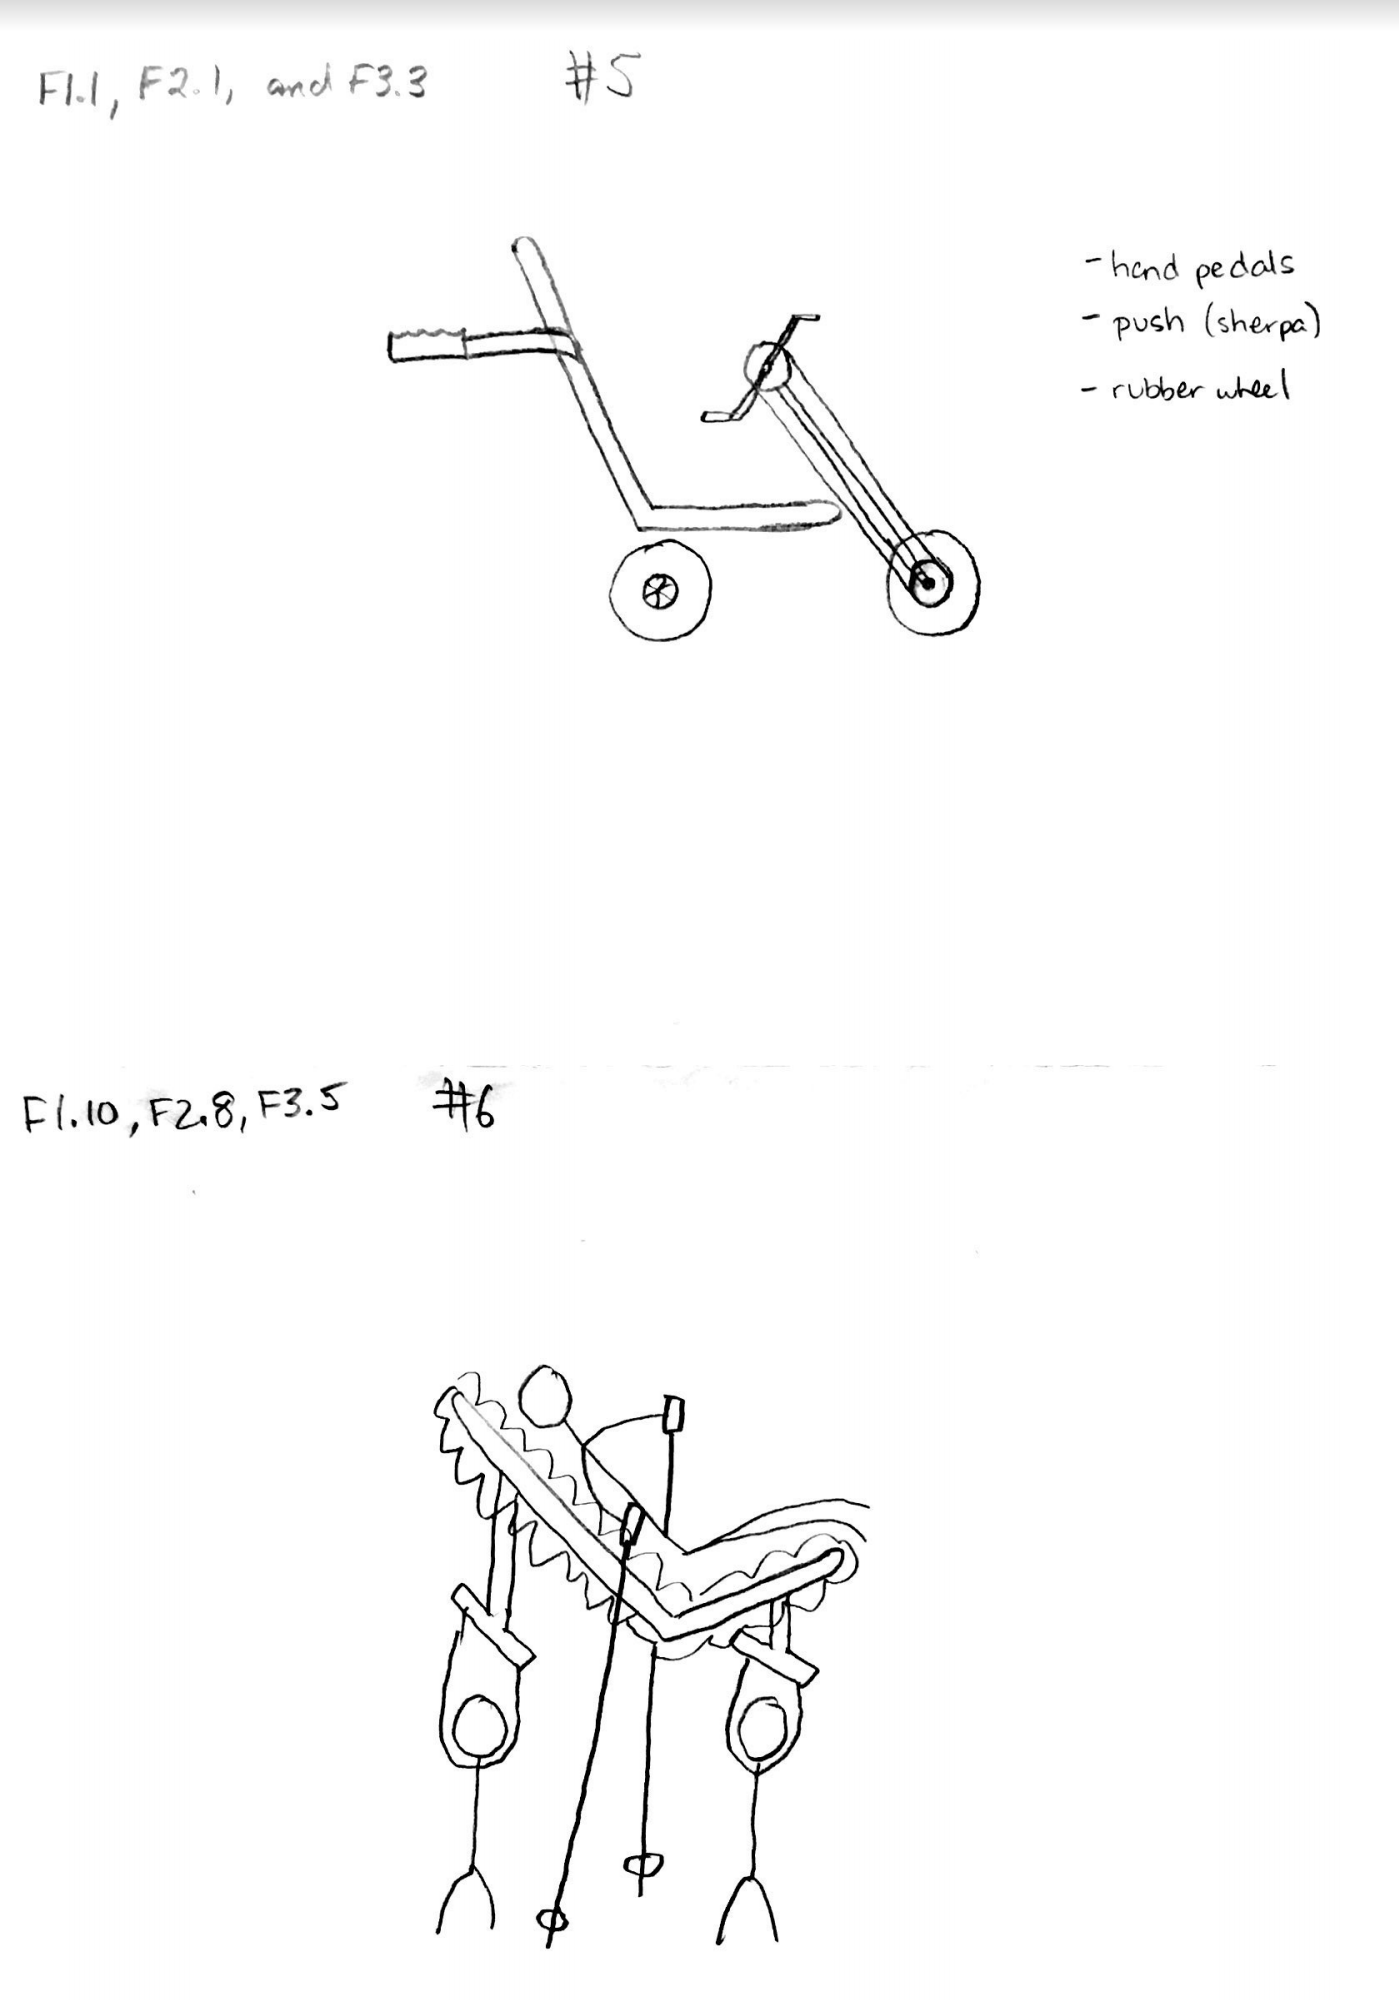 F1.1, F2.1, and F3.3 #5
- hand pedals
- push (sherpa)
- rubber wheel
F1.10, F2.8, F3.5 #6